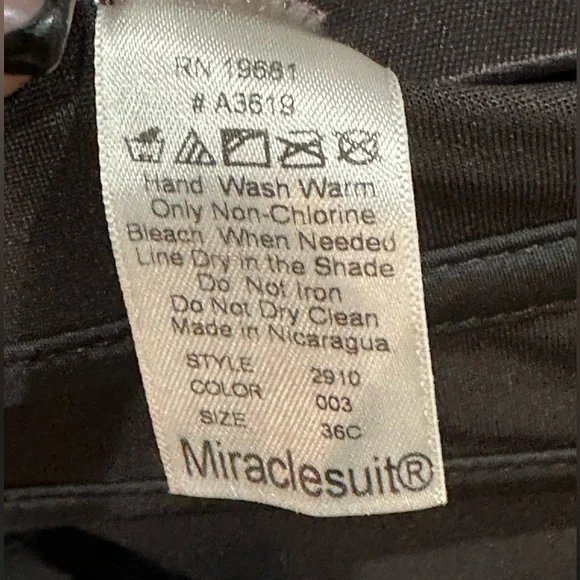 RN 19661
# A3619
Hand Wash Warm
Only Non-Chlorine
Bleach When Needed
Line Dry in the Shade
Do Not Iron
Do Not Dry Clean
Made in Nicaragua
STYLE 2910
COLOR 003
SIZE 36C
Miraclesuit®